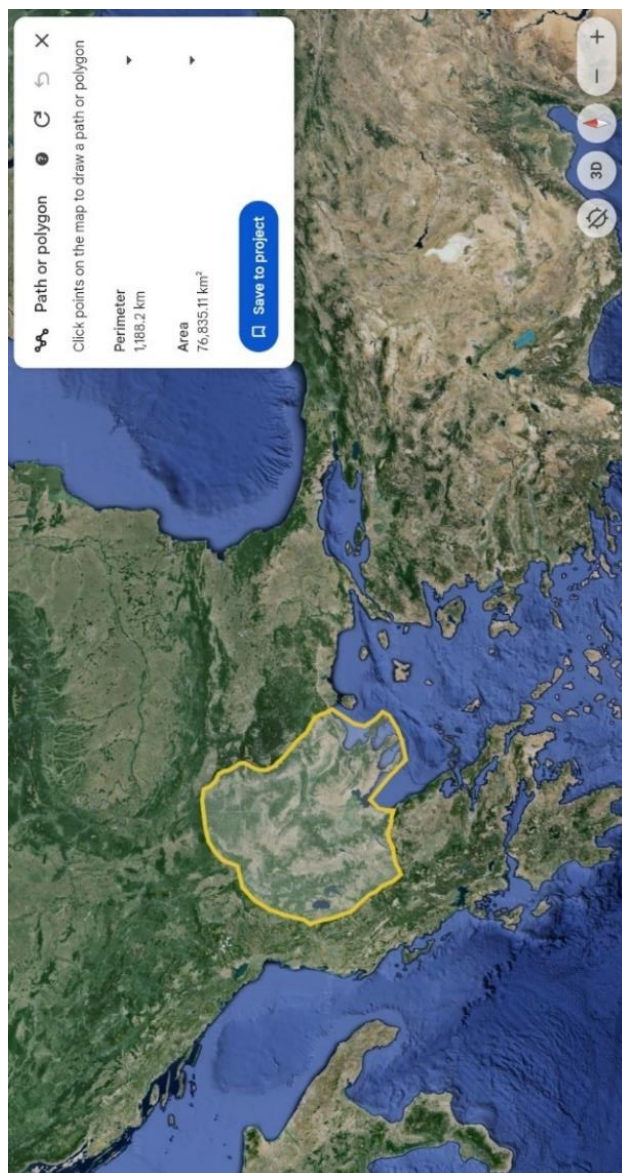 Path or polygon
Click points on the map to draw a path or polygon
Perimeter
1,188.2 km
Area
76,835.11 km²
Save to project
3D